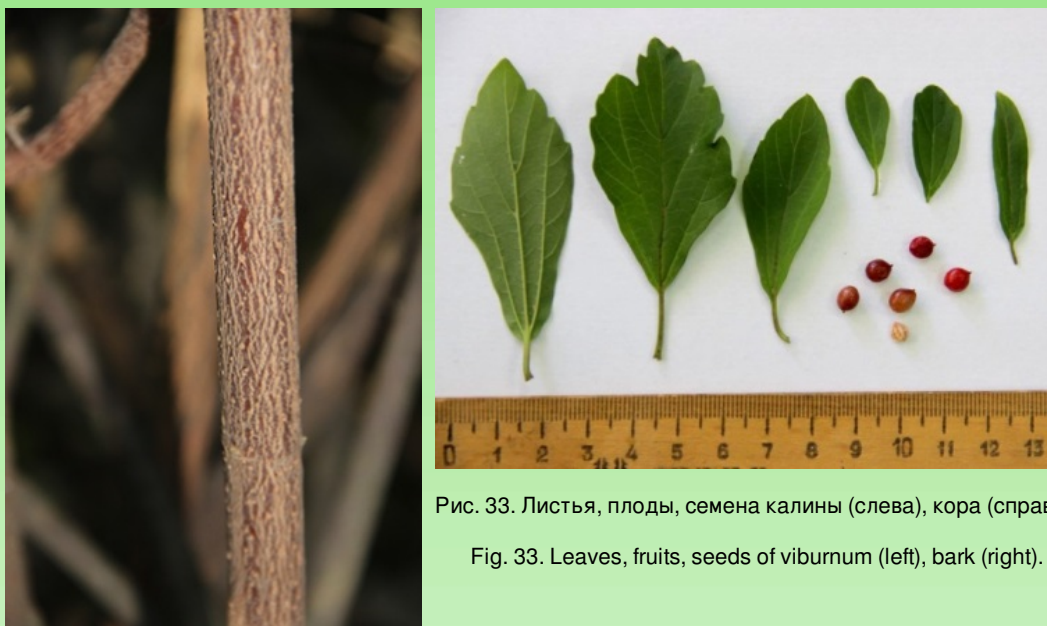 0 1 2 3 4 5 6 7 8 9 10 11 12 13
Рис. 33. Листья, плоды, семена калины (слева), кора (справ
Fig. 33. Leaves, fruits, seeds of viburnum (left), bark (right).